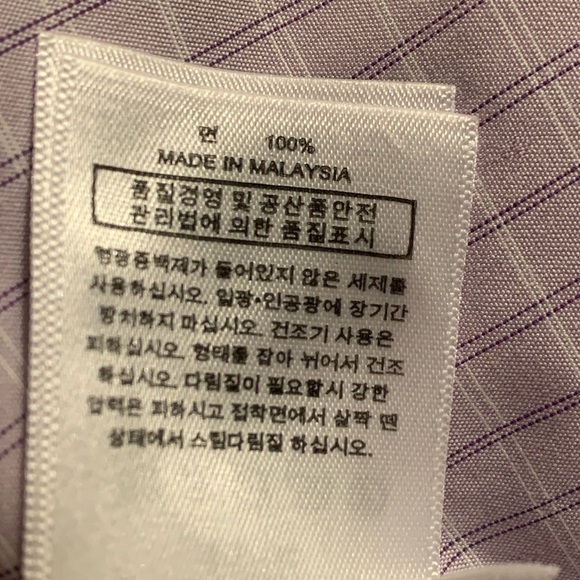 면 100%
MADE IN MALAYSIA
품질경영 및 공산품안전
관리법에 의한 품질표시
형광증백제가 들어있지 않은 세제를
사용하십시오. 일광•인공광에 장기간
방치하지 마십시오. 건조기 사용은
피하십시오. 형태를 잡아 뉘어서 건조
하십시오. 다림질이 필요할시 강한
압력은 피하시고 접착면에서 살짝 뗀
상태에서 스팀다림질 하십시오.